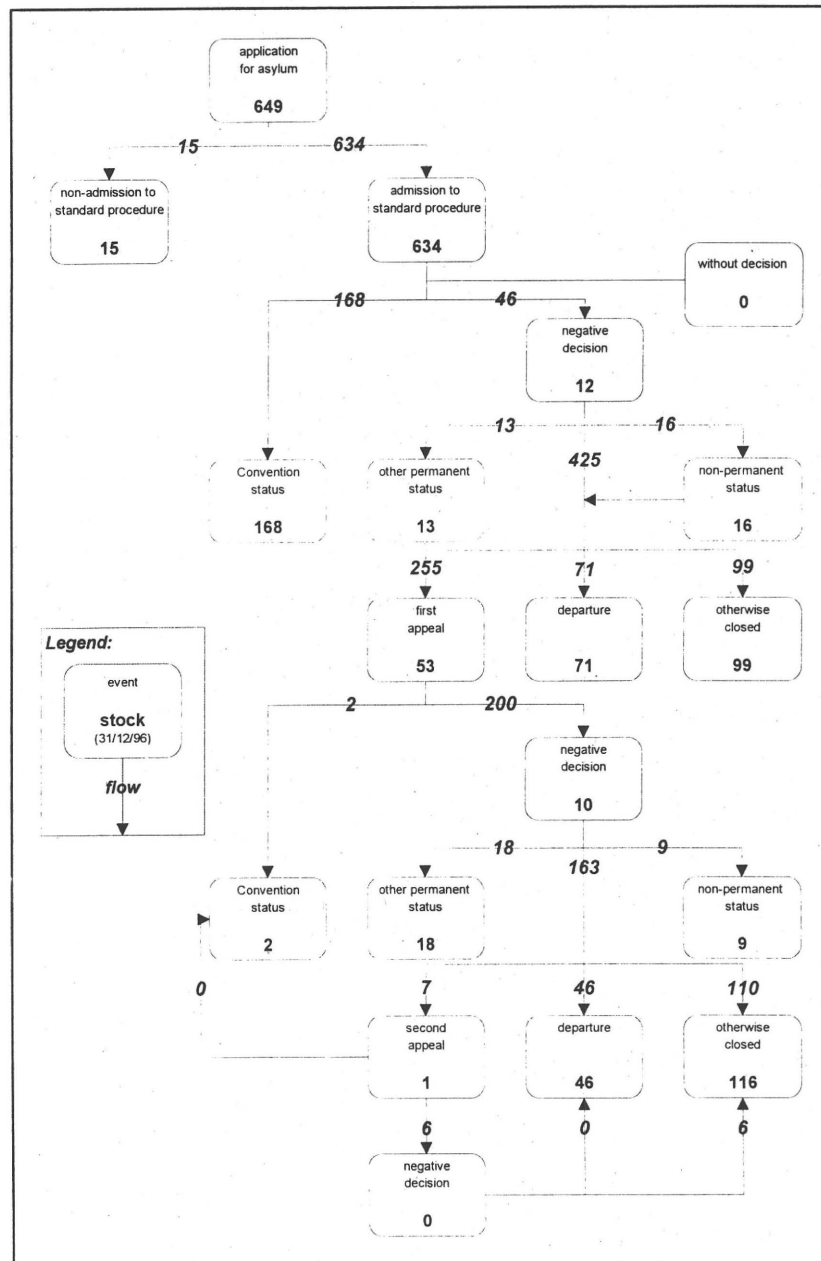 application
for asylum
649
15 634
non-admission to
standard procedure
15
admission to
standard procedure
634
without decision
0
168 46
negative
decision
12
13 16
425
Convention
status
168
other permanent
status
13
non-permanent
status
16
255 71 99
first
appeal
53
departure
71
otherwise
closed
99
Legend:
event
stock
(31/12/96)
flow
2 200
negative
decision
10
18 9
163
Convention
status
2
other permanent
status
18
non-permanent
status
9
0 7 46 110
second
appeal
1
departure
46
otherwise
closed
116
6 0 6
negative
decision
0